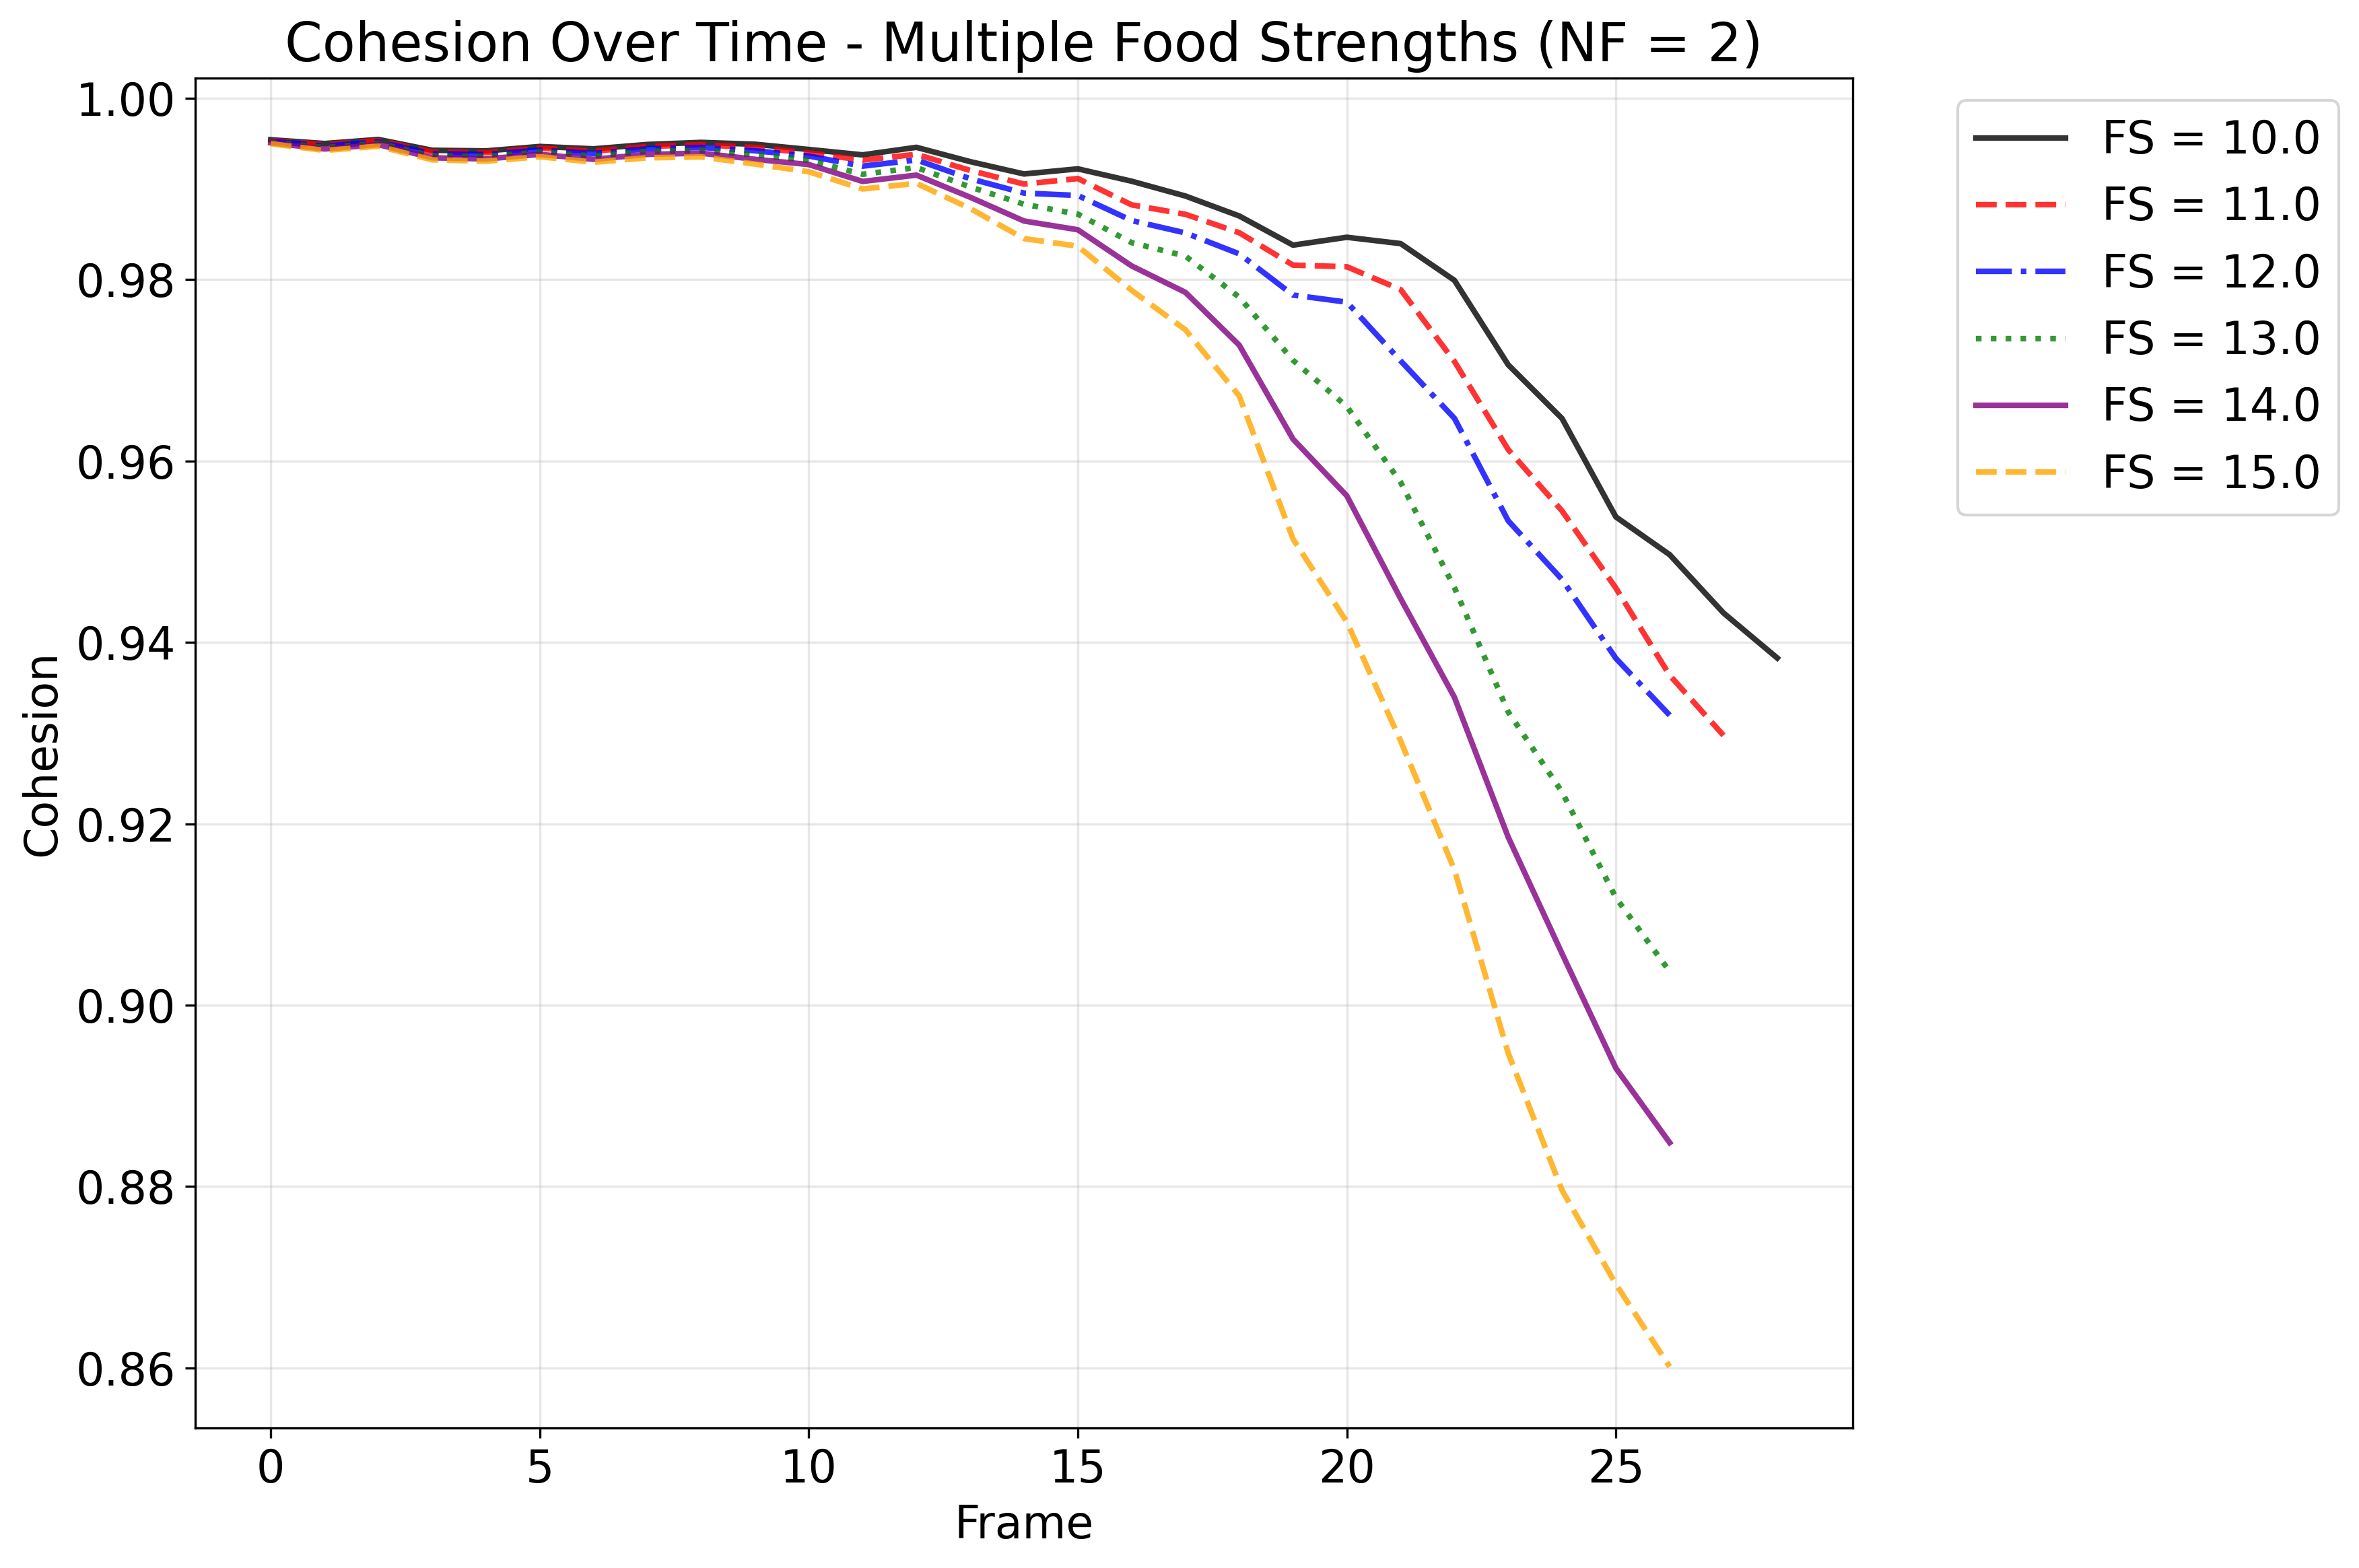 Cohesion Over Time - Multiple Food Strengths (NF = 2)
1.00
0.98
0.96
0.94
0.92
0.90
0.88
0.86
Cohesion
0 5 10 15 20 25
Frame
FS = 10.0
FS = 11.0
FS = 12.0
FS = 13.0
FS = 14.0
FS = 15.0